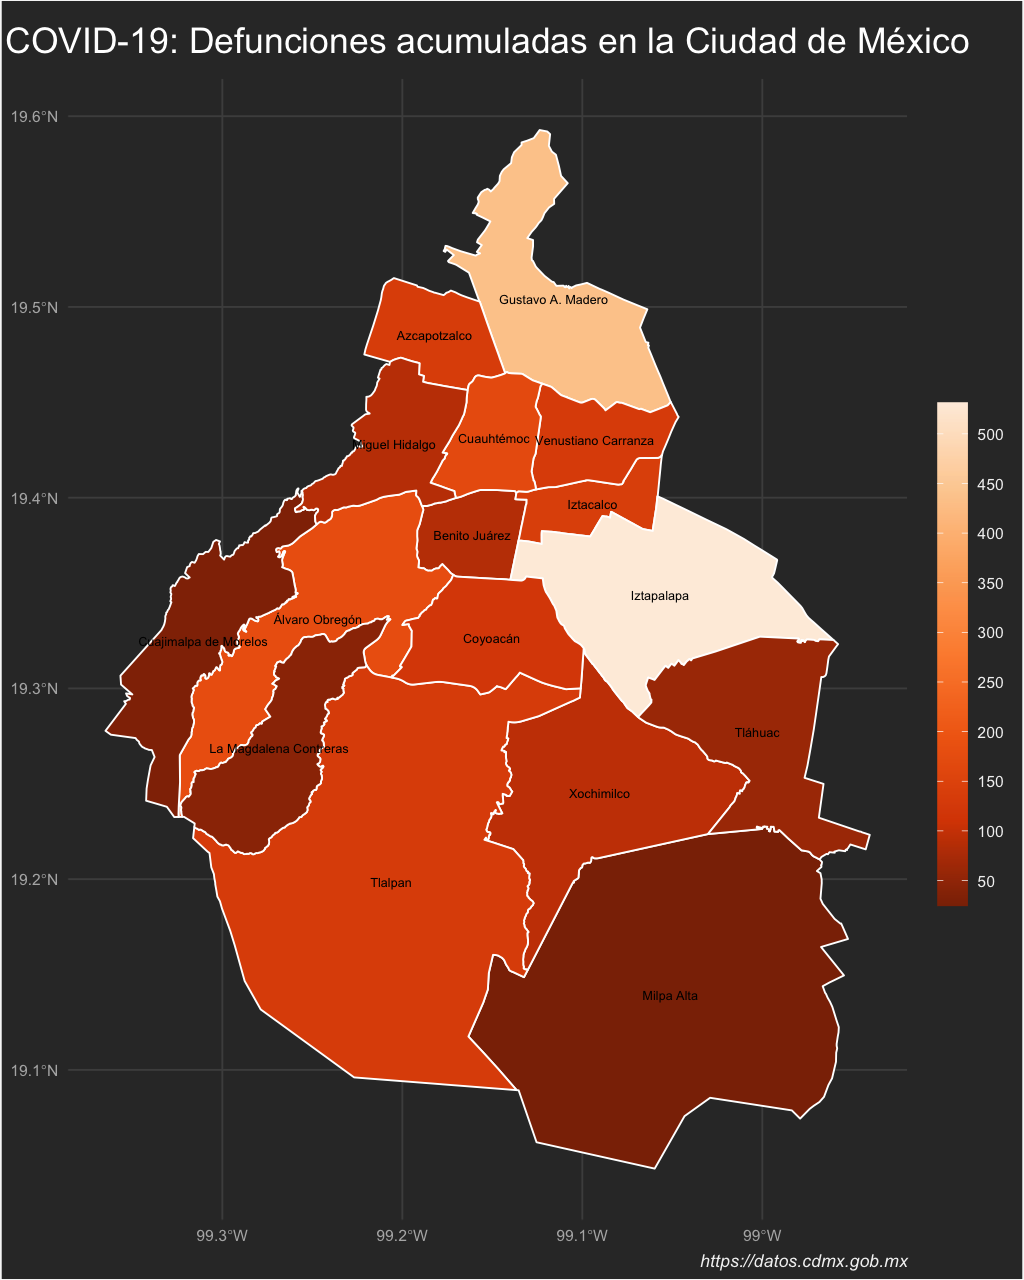 COVID-19: Defunciones acumuladas en la Ciudad de México
19.6°N
19.5°N
19.4°N
19.3°N
19.2°N
19.1°N
Gustavo A. Madero
Azcapotzalco
Cuauhtémoc
Venustiano Carranza
Miguel Hidalgo
Iztacalco
Benito Juárez
Iztapalapa
Álvaro Obregón
Cuajimalpa de Morelos
Coyoacán
Tláhuac
La Magdalena Contreras
Xochimilco
Tlalpan
Milpa Alta
500
450
400
350
300
250
200
150
100
50
99.3°W
99.2°W
99.1°W
99°W
https://datos.cdmx.gob.mx